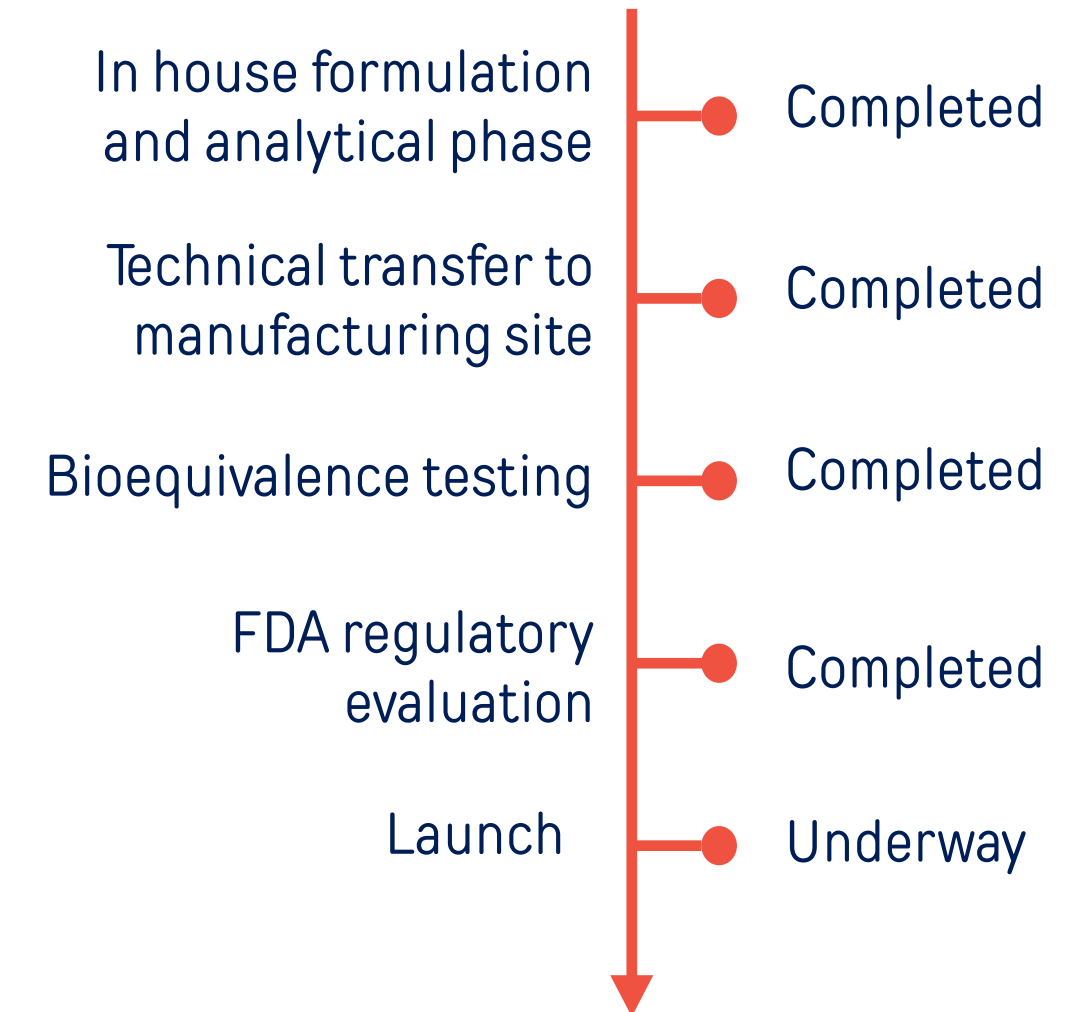 In house formulation
and analytical phase
Completed
Technical transfer to
manufacturing site
Completed
Bioequivalence testing
Completed
FDA regulatory
evaluation
Completed
Launch
Underway